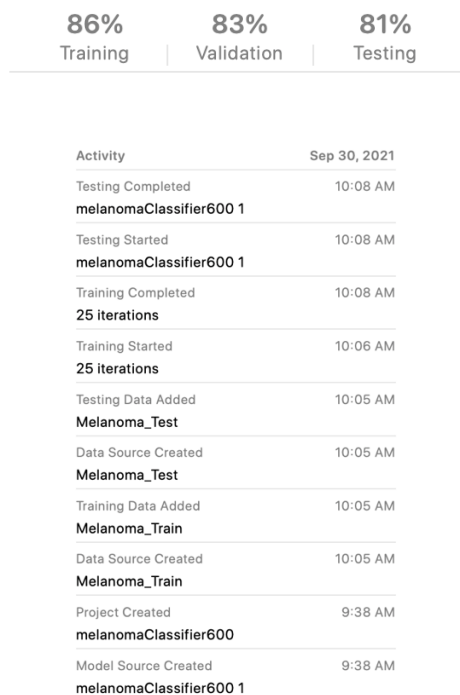 86% 83% 81%
Training Validation Testing
Activity Sep 30, 2021
Testing Completed 10:08 AM
melanomaClassifier600 1
Testing Started 10:08 AM
melanomaClassifier600 1
Training Completed 10:08 AM
25 iterations
Training Started 10:06 AM
25 iterations
Testing Data Added 10:05 AM
Melanoma_Test
Data Source Created 10:05 AM
Melanoma_Test
Training Data Added 10:05 AM
Melanoma_Train
Data Source Created 10:05 AM
Melanoma_Train
Project Created 9:38 AM
melanomaClassifier600
Model Source Created 9:38 AM
melanomaClassifier600 1